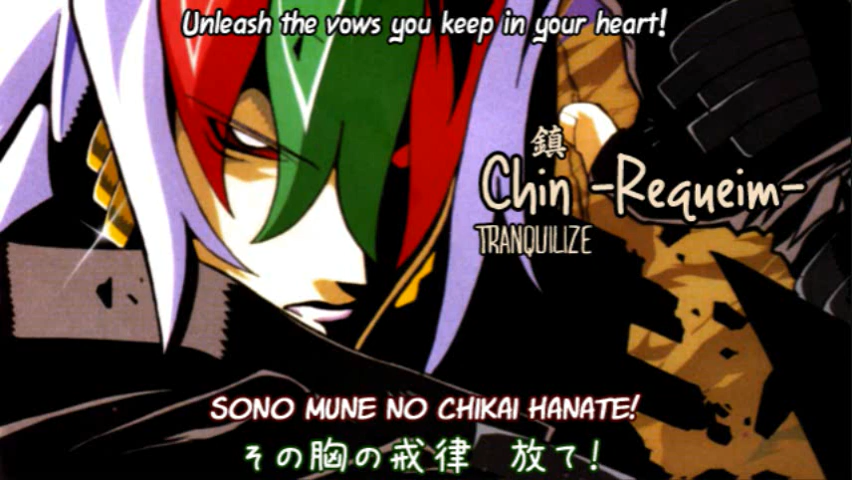 Unleash the vows you keep in your heart!
鎮
Chin -Requeim-
TRANQUILIZE
SONO MUNE NO CHIKAI HANATE!
その胸の戒律 放て!